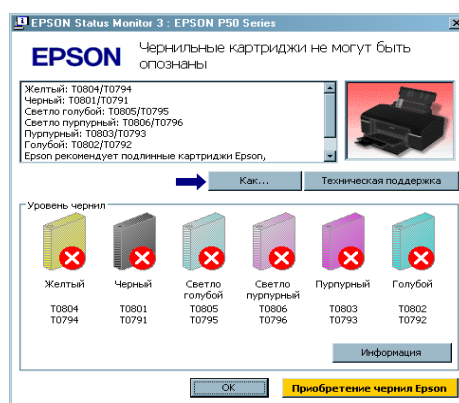 EPSON Status Monitor 3 : EPSON P50 Series
EPSON
Чернильные картриджи не могут быть
опознаны
Желтый: T0804/T0794
Черный: T0801/T0791
Светло голубой: T0805/T0795
Светло пурпурный: T0806/T0796
Пурпурный: T0803/T0793
Голубой: T0802/T0792
Epson рекомендует подлинные картриджи Epson,
Как...
Техническая поддержка
Уровень чернил
Желтый
Черный
Светло
голубой
Светло
пурпурный
Пурпурный
Голубой
T0804
T0794
T0801
T0791
T0805
T0795
T0806
T0796
T0803
T0793
T0802
T0792
Информация
OK
Приобретение чернил Epson